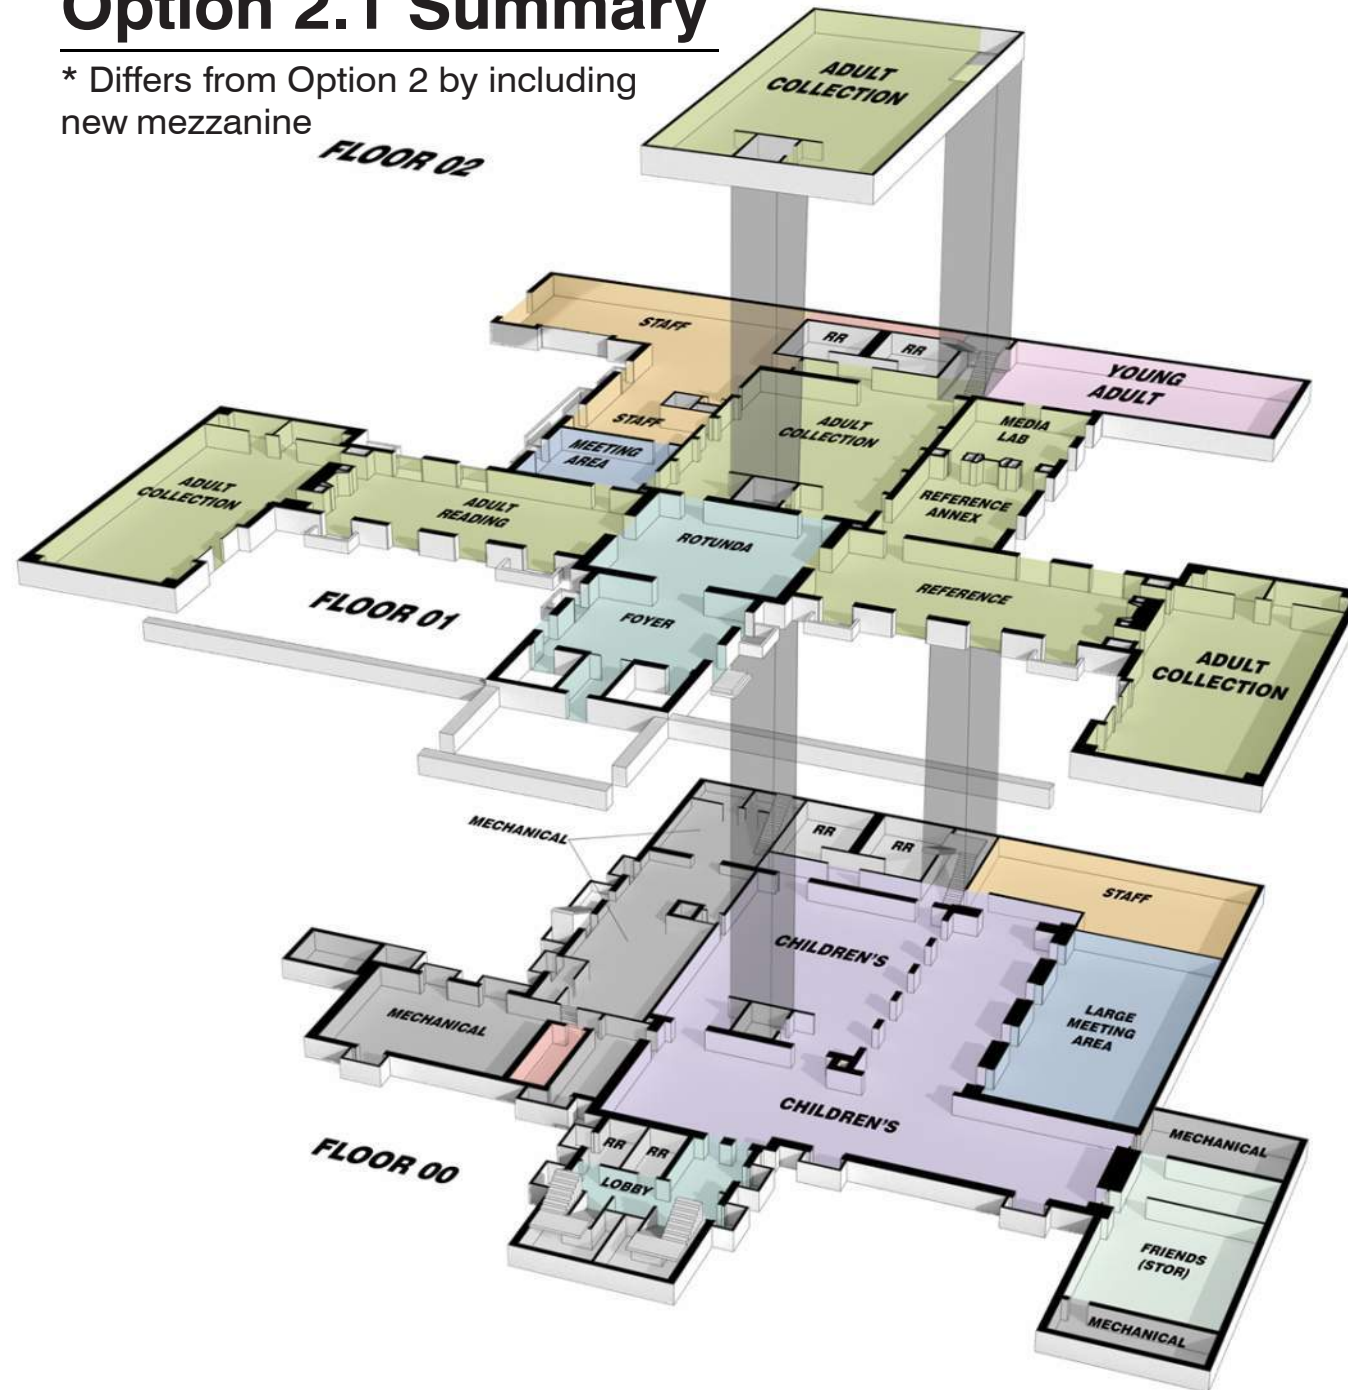 Option 2.1 Summary
* Differs from Option 2 by including
new mezzanine
FLOOR 02
ADULT
COLLECTION
STAFF
RR
RR
YOUNG
ADULT
STAFF
MEETING
AREA
ADULT
COLLECTION
MEDIA
LAB
ADULT
COLLECTION
ADULT
READING
REFERENCE
ANNEX
ROTUNDA
REFERENCE
FLOOR 01
FOYER
ADULT
COLLECTION
MECHANICAL
RR
RR
STAFF
CHILDREN'S
MECHANICAL
LARGE
MEETING
AREA
CHILDREN'S
FLOOR 00
RR
RR
LOBBY
MECHANICAL
FRIENDS
(STOR)
MECHANICAL